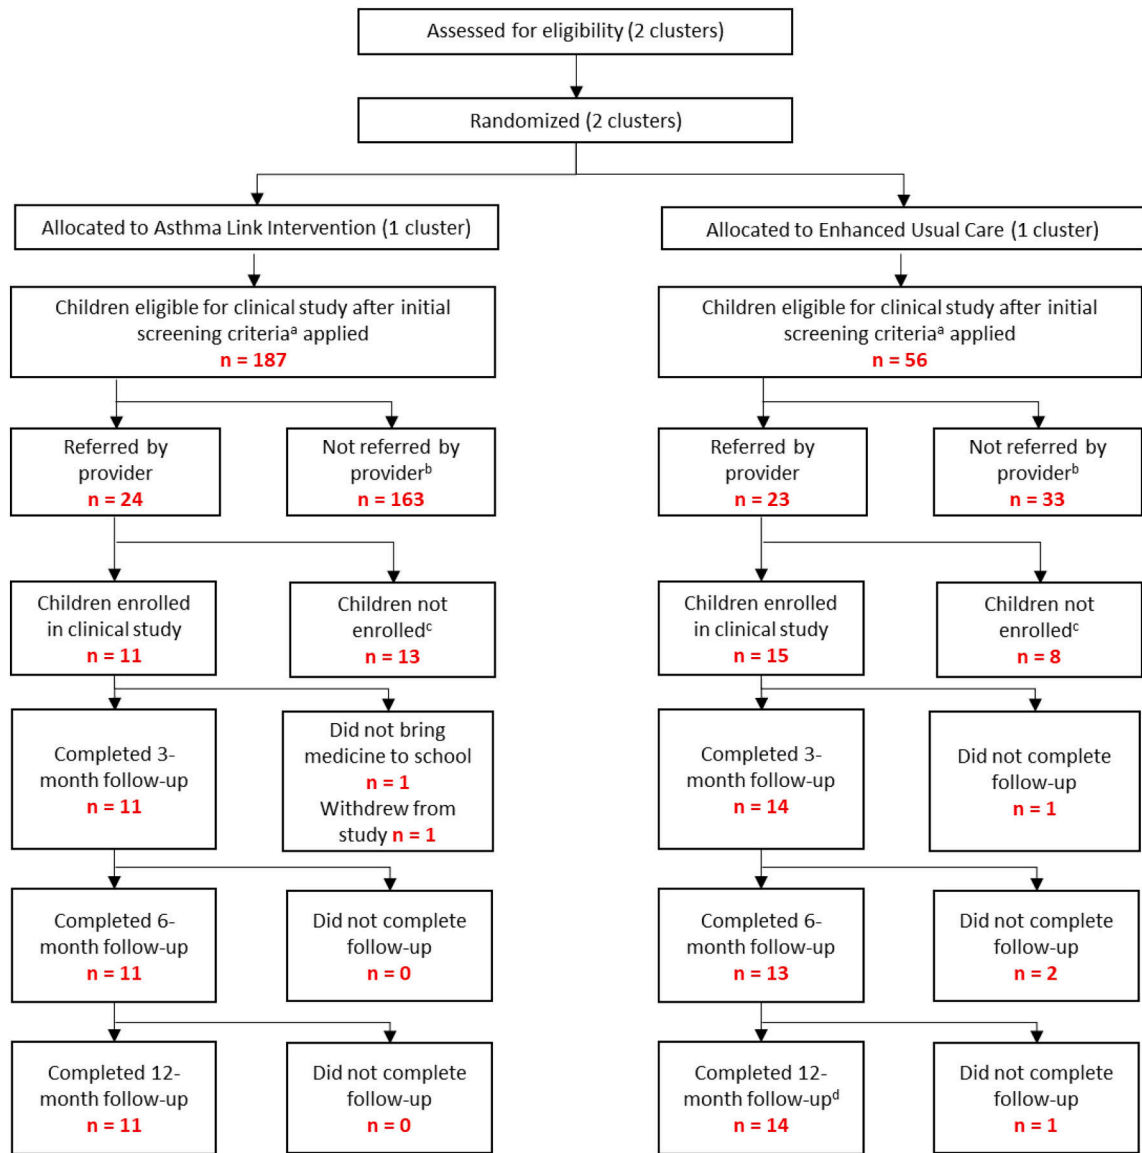 Assessed for eligibility (2 clusters)
Randomized (2 clusters)
Allocated to Asthma Link Intervention (1 cluster)
Allocated to Enhanced Usual Care (1 cluster)
Children eligible for clinical study after initial
screening criteriaᵃ applied
n = 187
Children eligible for clinical study after initial
screening criteriaᵃ applied
n = 56
Referred by
provider
n = 24
Not referred by
providerᵇ
n = 163
Referred by
provider
n = 23
Not referred by
providerᵇ
n = 33
Children enrolled
in clinical study
n = 11
Children not
enrolledᶜ
n = 13
Children enrolled
in clinical study
n = 15
Children not
enrolledᶜ
n = 8
Completed 3-
month follow-up
n = 11
Did not bring
medicine to school
n = 1
Withdrew from
study n = 1
Completed 3-
month follow-up
n = 14
Did not complete
follow-up
n = 1
Completed 6-
month follow-up
n = 11
Did not complete
follow-up
n = 0
Completed 6-
month follow-up
n = 13
Did not complete
follow-up
n = 2
Completed 12-
month follow-up
n = 11
Did not complete
follow-up
n = 0
Completed 12-
month follow-upᵈ
n = 14
Did not complete
follow-up
n = 1